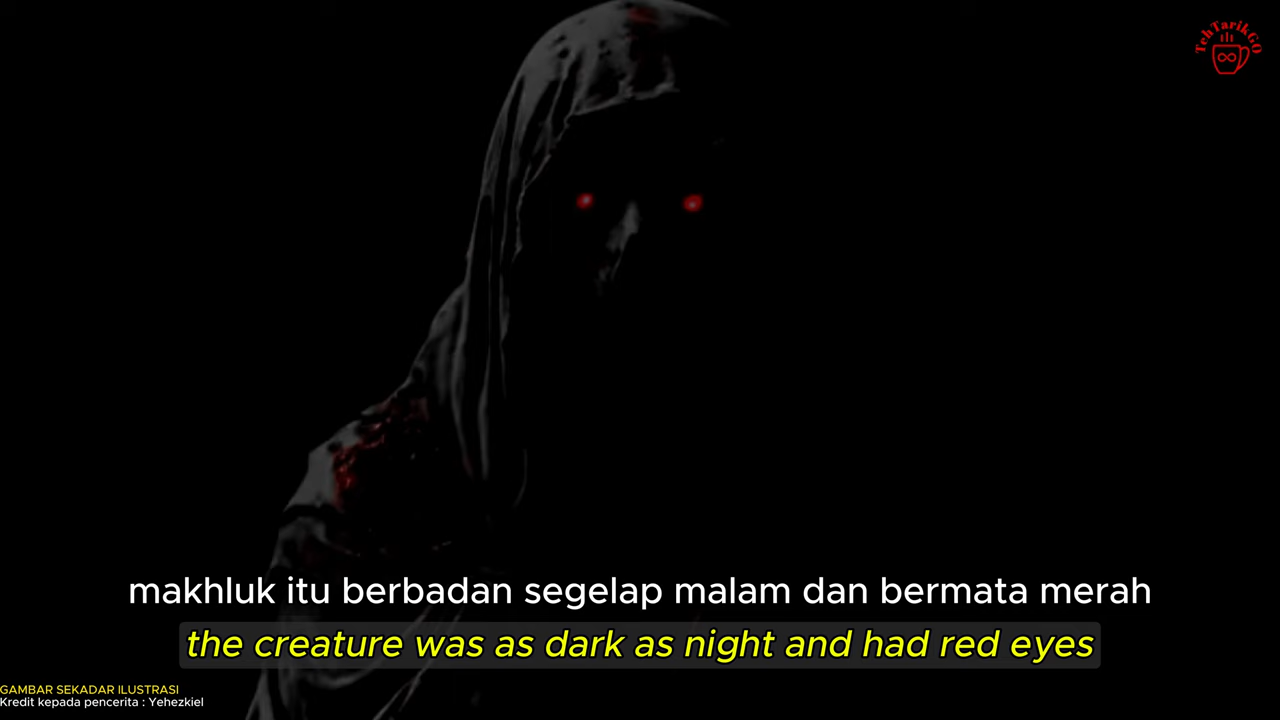 TehTarikGO
makhluk itu berbadan segelap malam dan bermata merah
the creature was as dark as night and had red eyes
GAMBAR SEKADAR ILUSTRASI
Kredit kepada pencerita : Yehezkiel